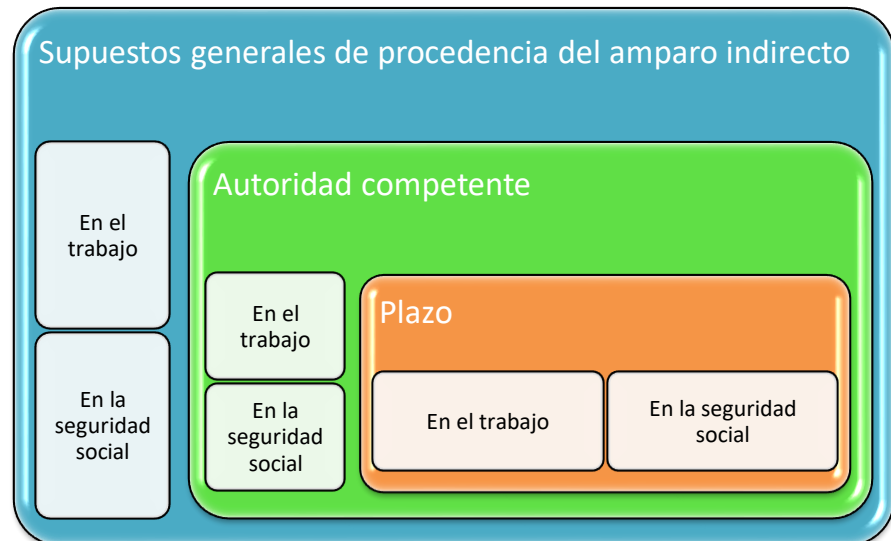 Supuestos generales de procedencia del amparo indirecto
En el
trabajo
En la
seguridad
social
Autoridad competente
En el
trabajo
En la
seguridad
social
Plazo
En el trabajo
En la seguridad
social